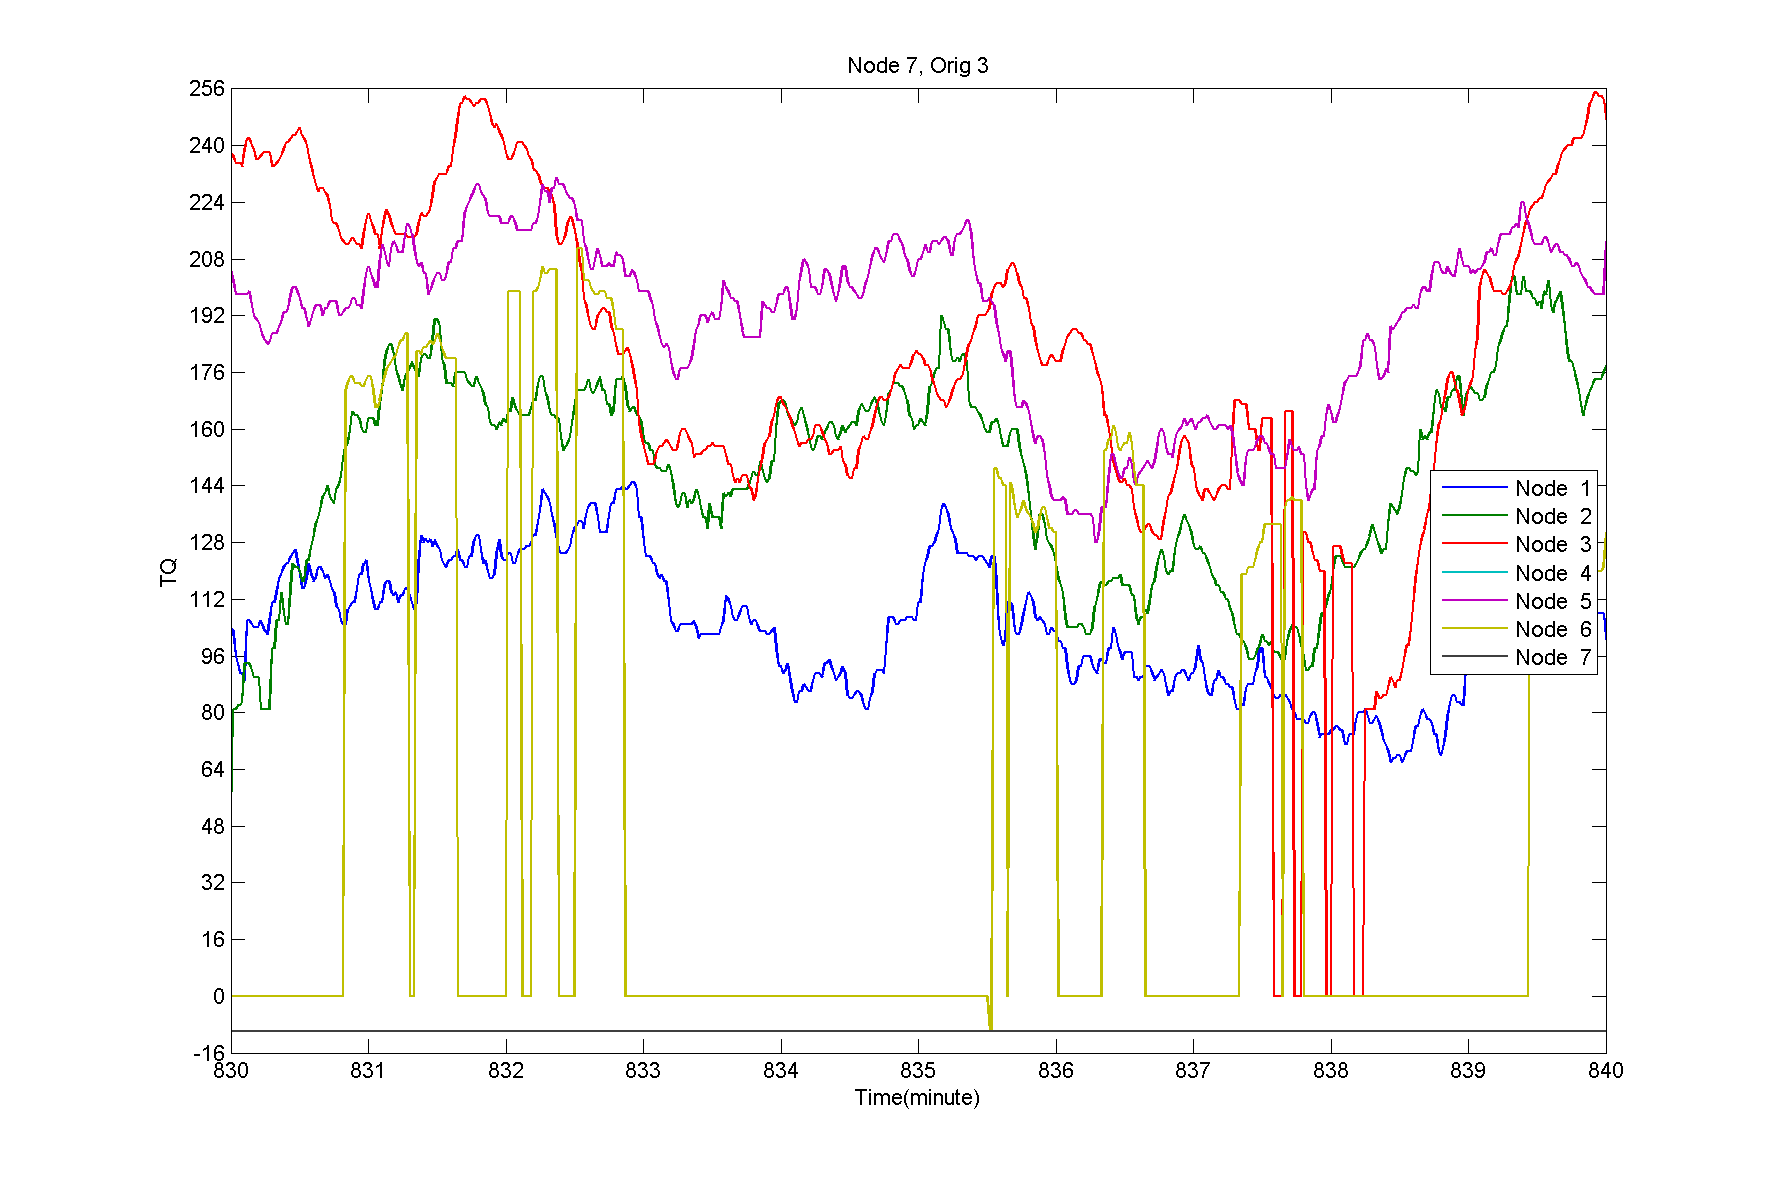 Node 7, Orig 3
256
240
224
208
192
176
160
144
128
112
96
80
64
48
32
16
0
-16
TQ
Node 1
Node 2
Node 3
Node 4
Node 5
Node 6
Node 7
830 831 832 833 834 835 836 837 838 839 840
Time(minute)